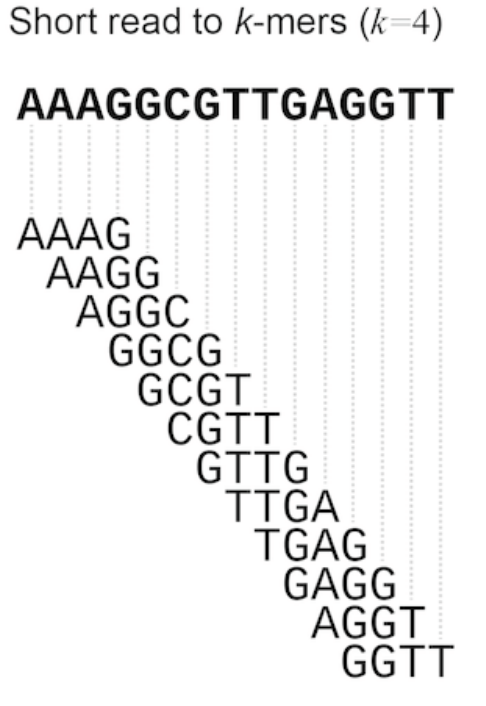 Short read to k-mers (k=4)
AAAGGCGTTGAGGTT
AAAG
AAGG
AGGC
GGCG
GCGT
CGTT
GTTG
TTGA
TGAG
GAGG
AGGT
GGTT